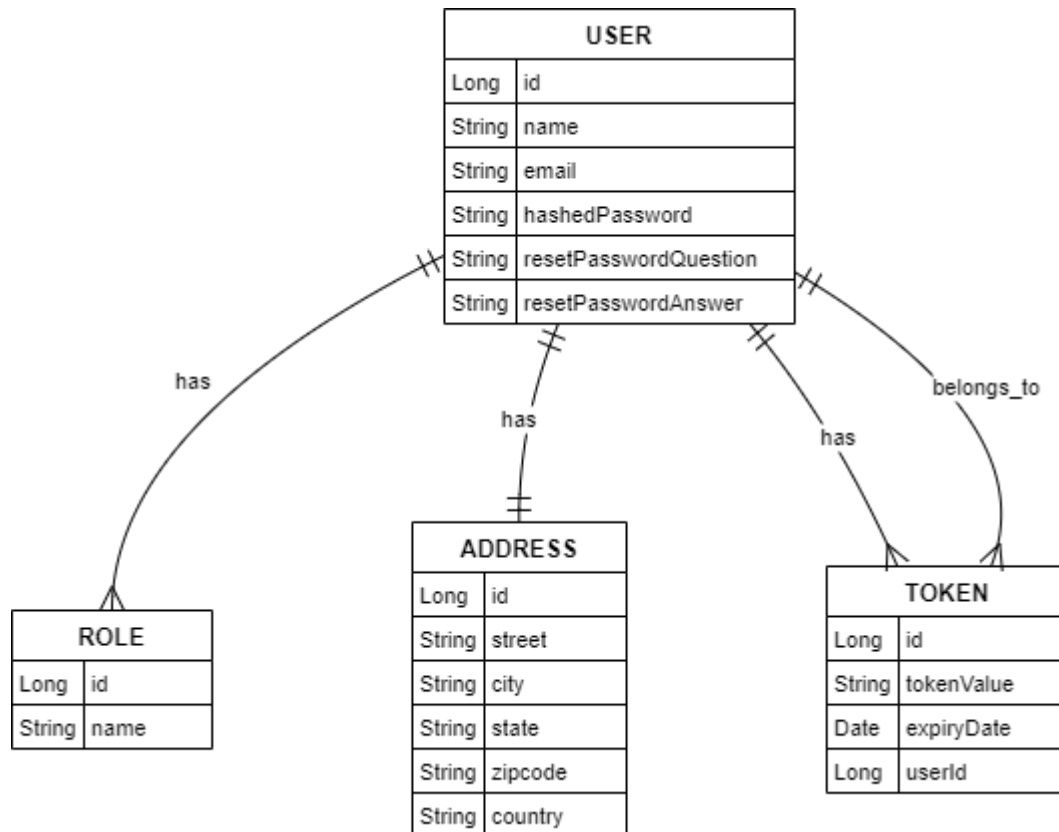 USER
Long id
String name
String email
String hashedPassword
String resetPasswordQuestion
String resetPasswordAnswer
has
has
has
belongs_to
ROLE
Long id
String name
ADDRESS
Long id
String street
String city
String state
String zipcode
String country
TOKEN
Long id
String tokenValue
Date expiryDate
Long userId